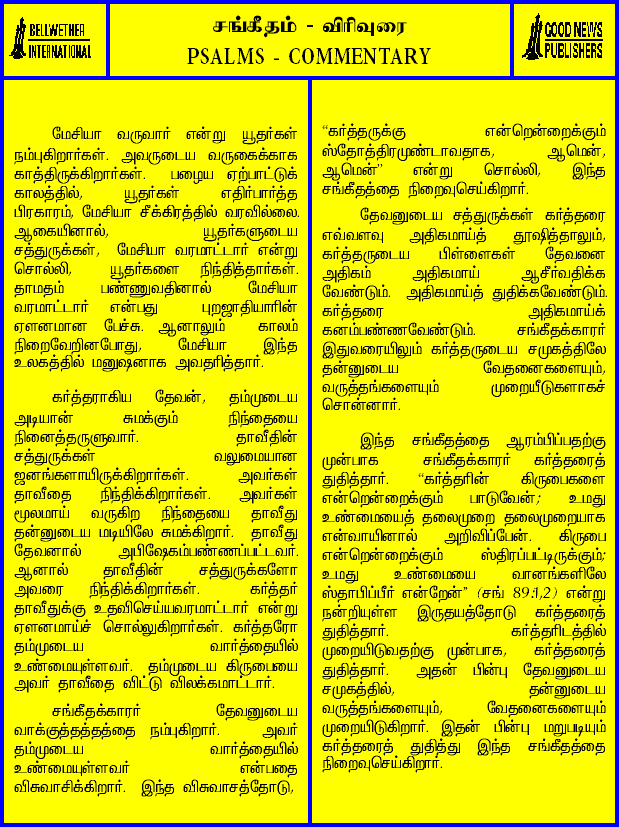 BELLWETHER
INTERNATIONAL
சங்கீதம் - விரிவுரை
PSALMS - COMMENTARY
GOOD NEWS
PUBLISHERS
மேசியா வருவார் என்று யூதர்கள்
நம்புகிறார்கள். அவருடைய வருகைக்காக
காத்திருக்கிறார்கள். பழைய ஏற்பாட்டுக்
காலத்தில், யூதர்கள் எதிர்பார்த்த
பிரகாரம், மேசியா சீக்கிரத்தில் வரவில்லை.
ஆகையினால், யூதர்களுடைய
சத்துருக்கள், மேசியா வரமாட்டார் என்று
சொல்லி, யூதர்களை நிந்தித்தார்கள்.
தாமதம் பண்ணுவதினால் மேசியா
வரமாட்டார் என்பது புறஜாதியாரின்
ஏளனமான பேச்சு. ஆனாலும் காலம்
நிறைவேறினபோது, மேசியா இந்த
உலகத்தில் மனுஷனாக அவதரித்தார்.
கர்த்தராகிய தேவன், தம்முடைய
அடியான் சுமக்கும் நிந்தையை
நினைத்தருளுவார். தாவீதின்
சத்துருக்கள் வலுமையான
ஜனங்களாயிருக்கிறார்கள். அவர்கள்
தாவீதை நிந்திக்கிறார்கள். அவர்கள்
மூலமாய் வருகிற நிந்தையை தாவீது
தன்னுடைய மடியிலே சுமக்கிறார். தாவீது
தேவனால் அபிஷேகம்பண்ணப்பட்டவர்.
ஆனால் தாவீதின் சத்துருக்களோ
அவரை நிந்திக்கிறார்கள். கர்த்தர்
தாவீதுக்கு உதவிசெய்யவரமாட்டார் என்று
ஏளனமாய்ச் சொல்லுகிறார்கள். கர்த்தரோ
தம்முடைய வார்த்தையில்
உண்மையுள்ளவர். தம்முடைய கிருபையை
அவர் தாவீதை விட்டு விலக்கமாட்டார்.
சங்கீதக்காரர் தேவனுடைய
வாக்குத்தத்தத்தை நம்புகிறார். அவர்
தம்முடைய வார்த்தையில்
உண்மையுள்ளவர் என்பதை
விசுவாசிக்கிறார். இந்த விசுவாசத்தோடு,
“கர்த்தருக்கு என்றென்றைக்கும்
ஸ்தோத்திரமுண்டாவதாக, ஆமென்,
ஆமென்” என்று சொல்லி, இந்த
சங்கீதத்தை நிறைவுசெய்கிறார்.
தேவனுடைய சத்துருக்கள் கர்த்தரை
எவ்வளவு அதிகமாய்த் தூஷித்தாலும்,
கர்த்தருடைய பிள்ளைகள் தேவனை
அதிகம் அதிகமாய் ஆசீர்வதிக்க
வேண்டும். அதிகமாய்த் துதிக்கவேண்டும்.
கர்த்தரை அதிகமாய்க்
கனம்பண்ணவேண்டும். சங்கீதக்காரர்
இதுவரையிலும் கர்த்தருடைய சமுகத்திலே
தன்னுடைய வேதனைகளையும்,
வருத்தங்களையும் முறையீடுகளாகச்
சொன்னார்.
இந்த சங்கீதத்தை ஆரம்பிப்பதற்கு
முன்பாக சங்கீதக்காரர் கர்த்தரைத்
துதித்தார். “கர்த்தரின் கிருபைகளை
என்றென்றைக்கும் பாடுவேன்; உமது
உண்மையைத் தலைமுறை தலைமுறையாக
என்வாயினால் அறிவிப்பேன். கிருபை
என்றென்றைக்கும் ஸ்திரப்பட்டிருக்கும்;
உமது உண்மையை வானங்களிலே
ஸ்தாபிப்பீர் என்றேன்” (சங் 89:1,2) என்று
நன்றியுள்ள இருதயத்தோடு கர்த்தரைத்
துதித்தார். கர்த்தரிடத்தில்
முறையிடுவதற்கு முன்பாக, கர்த்தரைத்
துதித்தார். அதன் பின்பு தேவனுடைய
சமுகத்தில், தன்னுடைய
வருத்தங்களையும், வேதனைகளையும்
முறையிடுகிறார். இதன் பின்பு மறுபடியும்
கர்த்தரைத் துதித்து இந்த சங்கீதத்தை
நிறைவுசெய்கிறார்.